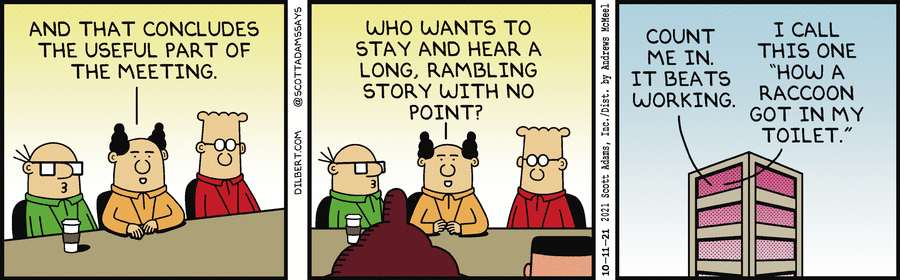 AND THAT CONCLUDES
THE USEFUL PART OF
THE MEETING.
DILBERT.COM @SCOTTADAMSSAYS
WHO WANTS TO
STAY AND HEAR A
LONG, RAMBLING
STORY WITH NO
POINT?
10-11-21 2021 Scott Adams, Inc./Dist. by Andrews McMeel
COUNT
ME IN.
IT BEATS
WORKING.
I CALL
THIS ONE
"HOW A
RACCOON
GOT IN MY
TOILET."